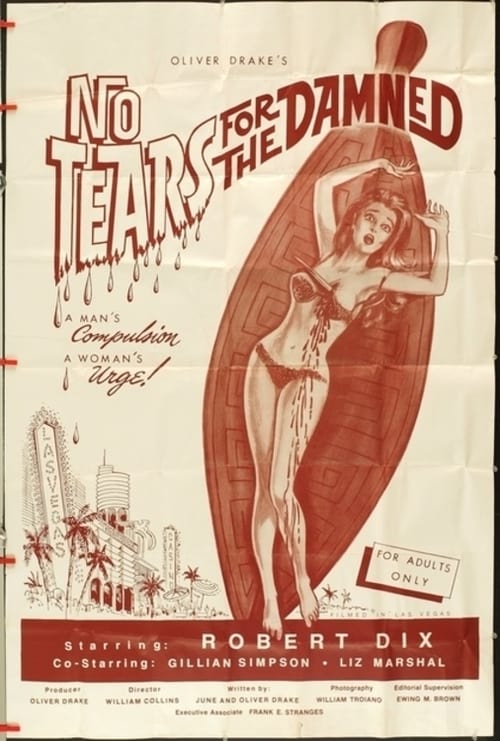 OLIVER DRAKE'S
NO
TEARS
FOR
THE DAMNED
A MAN'S
Compulsion
A WOMAN'S
Urge!
LAS VEGAS
CASINO
FOR ADULTS
ONLY
FILMED IN LAS VEGAS
Starring: ROBERT DIX
Co-Starring: GILLIAN SIMPSON • LIZ MARSHAL
Producer Director Written by: Photography Editorial Supervision
OLIVER DRAKE WILLIAM COLLINS JUNE AND OLIVER DRAKE WILLIAM TROIANO EWING M. BROWN
Executive Associate FRANK E. STRANGES